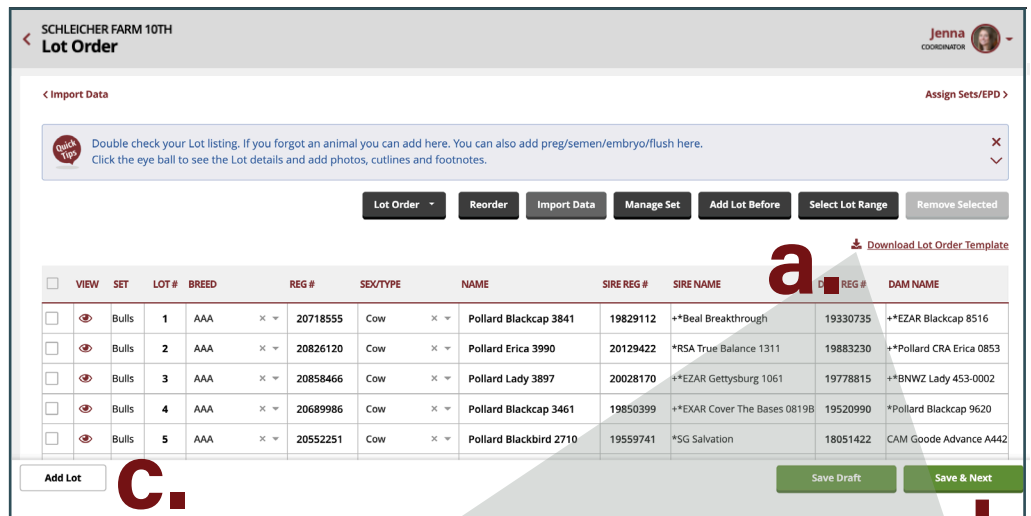 SCHLEICHER FARM 10TH
Lot Order
Jenna
COORDINATOR
Import Data
Assign Sets/EPD
Quick Tips
Double check your Lot listing. If you forgot an animal you can add here. You can also add preg/semen/embryo/flush here.
Click the eye ball to see the Lot details and add photos, cutlines and footnotes.
Lot Order Reorder Import Data Manage Set Add Lot Before Select Lot Range Remove Selected
Download Lot Order Template
a.
VIEW SET LOT # BREED REG # SEX/TYPE NAME SIRE REG # SIRE NAME REG # DAM NAME
Bulls 1 AAA 20718555 Cow Pollard Blackcap 3841 19829112 +*Beal Breakthrough 19330735 +*EZAR Blackcap 8516
Bulls 2 AAA 20826120 Cow Pollard Erica 3990 20129422 *RSA True Balance 1311 19883230 +*Pollard CRA Erica 0853
Bulls 3 AAA 20858466 Cow Pollard Lady 3897 20028170 +*EZAR Gettysburg 1061 19778815 +*BNWZ Lady 453-0002
Bulls 4 AAA 20689986 Cow Pollard Blackcap 3461 19850399 +*EXAR Cover The Bases 0819B 19520990 *Pollard Blackcap 9620
Bulls 5 AAA 20552251 Cow Pollard Blackbird 2710 19559741 *SG Salvation 18051422 CAM Goode Advance A442
Add Lot
c.
Save Draft Save & Next